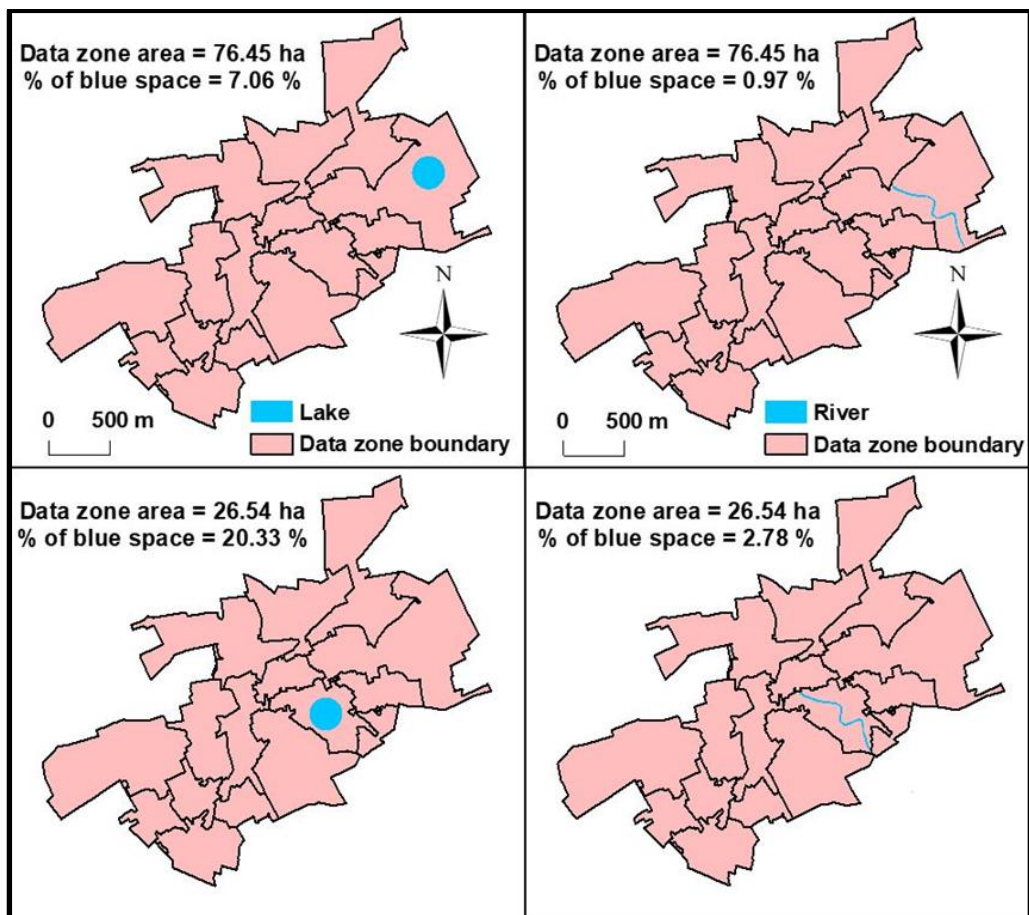 Data zone area = 76.45 ha
% of blue space = 7.06 %
N
0 500 m
Lake
Data zone boundary
Data zone area = 76.45 ha
% of blue space = 0.97 %
N
0 500 m
River
Data zone boundary
Data zone area = 26.54 ha
% of blue space = 20.33 %
Data zone area = 26.54 ha
% of blue space = 2.78 %